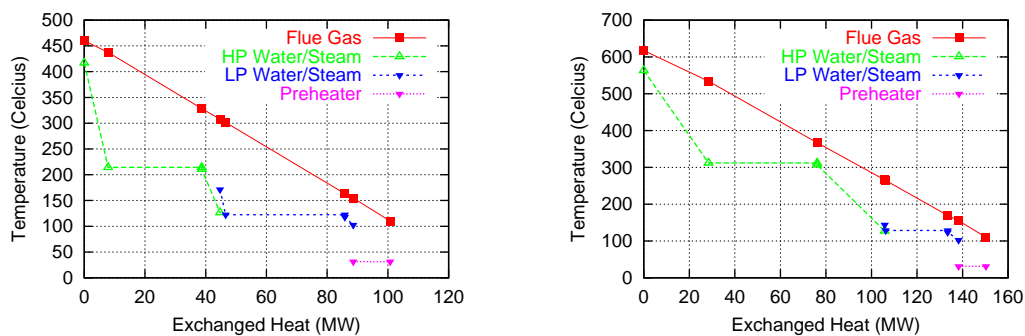 500
450
400
350
300
250
200
150
100
50
0
0 20 40 60 80 100 120
Temperature (Celcius)
Exchanged Heat (MW)
Flue Gas
HP Water/Steam
LP Water/Steam
Preheater
700
600
500
400
300
200
100
0
0 20 40 60 80 100 120 140 160
Temperature (Celcius)
Exchanged Heat (MW)
Flue Gas
HP Water/Steam
LP Water/Steam
Preheater